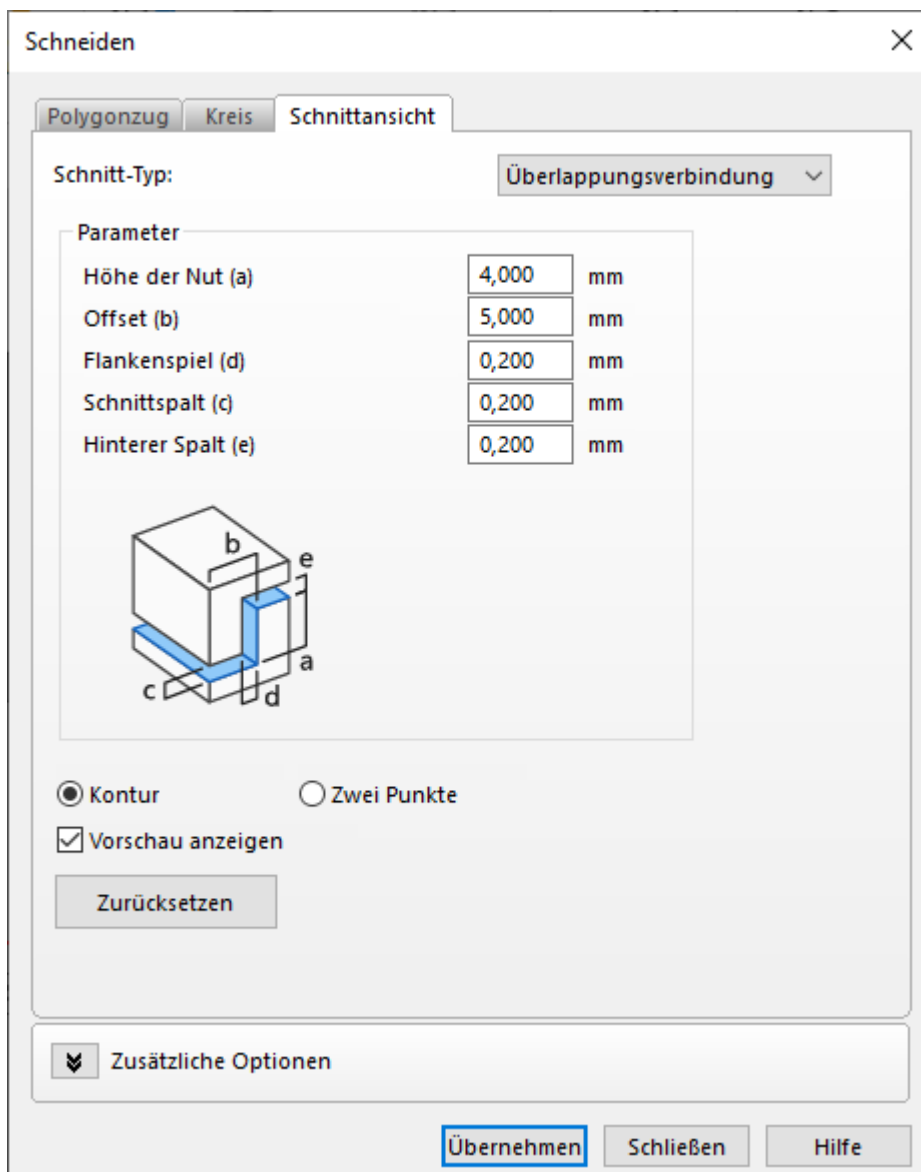 Schneiden
Polygonzug Kreis Schnittansicht
Schnitt-Typ: Überlappungsverbindung
Parameter
Höhe der Nut (a) 4,000 mm
Offset (b) 5,000 mm
Flankenspiel (d) 0,200 mm
Schnittspalt (c) 0,200 mm
Hinterer Spalt (e) 0,200 mm
b
e
a
c
d
Kontur Zwei Punkte
Vorschau anzeigen
Zurücksetzen
Zusätzliche Optionen
Übernehmen Schließen Hilfe